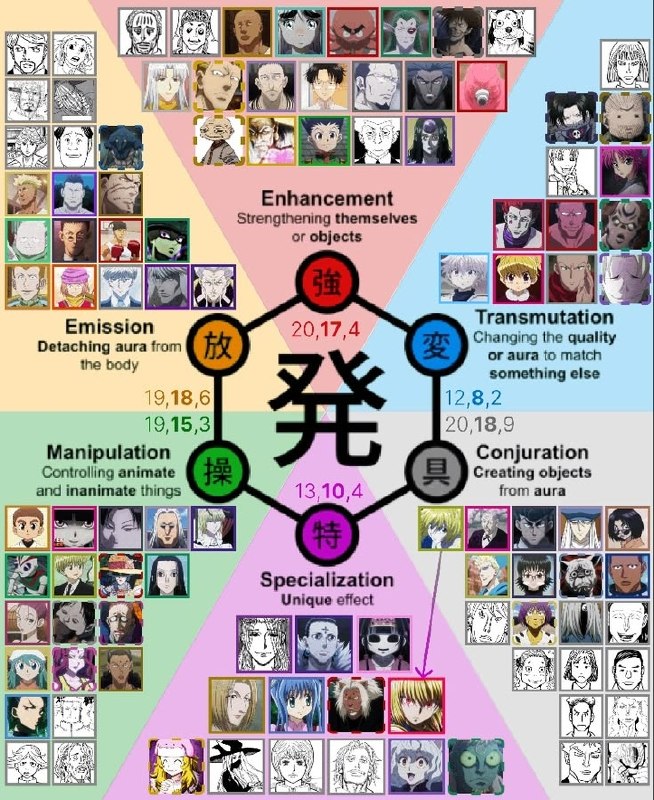 Enhancement
Strengthening themselves
or objects
強
20,17,4
Emission
Detaching aura from
the body
放
19,18,6
Transmutation
Changing the quality
or aura to match
something else
変
12,8,2
発
19,15,3
Manipulation
Controlling animate
and inanimate things
操
20,18,9
Conjuration
Creating objects
from aura
具
13,10,4
特
Specialization
Unique effect